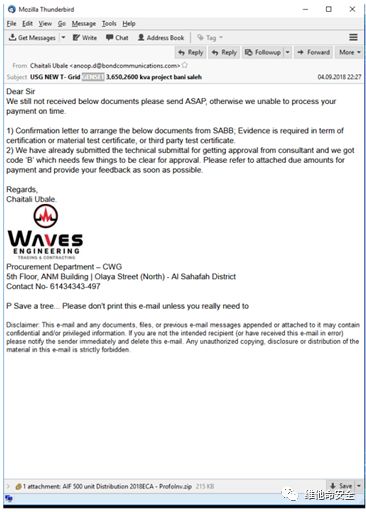 Mozilla Thunderbird
File Edit View Go Message Tools Help
Get Messages Write Chat Address Book Tag
Reply Reply Followup Forward More
From Chaitali Ubale <anoop.d@bondcommunications.com>
Subject USG NEW T- Grid GENSET 3.650,2600 kva project bani saleh 04.09.2018 22:27
Dear Sir
We still not received below documents please send ASAP, otherwise we unable to process your
payment on time.
1) Confirmation letter to arrange the below documents from SABB; Evidence is required in term of
certification or material test certificate, or third party test certificate.
2) We have already submitted the technical submittal for getting approval from consultant and we got
code 'B' which needs few things to be clear for approval. Please refer to attached due amounts for
payment and provide your feedback as soon as possible.
Regards,
Chaitali Ubale.
WAVES
ENGINEERING
TRADING & CONTRACTING
Procurement Department – CWG
5th Floor, ANM Building | Olaya Street (North) - Al Sahafah District
Contact No- 61434343-497
P Save a tree... Please don't print this e-mail unless you really need to
Disclaimer: This e-mail and any documents, files, or previous e-mail messages appended or attached to it may contain
confidential and/or privileged information. If you are not the intended recipient (or have received this e-mail in error)
please notify the sender immediately and delete this e-mail. Any unauthorized copying, disclosure or distribution of the
material in this e-mail is strictly forbidden.
1 attachment: AIF 500 unit Distribution 2018ECA - ProfoInv.zip 215 KB Save
维他命安全